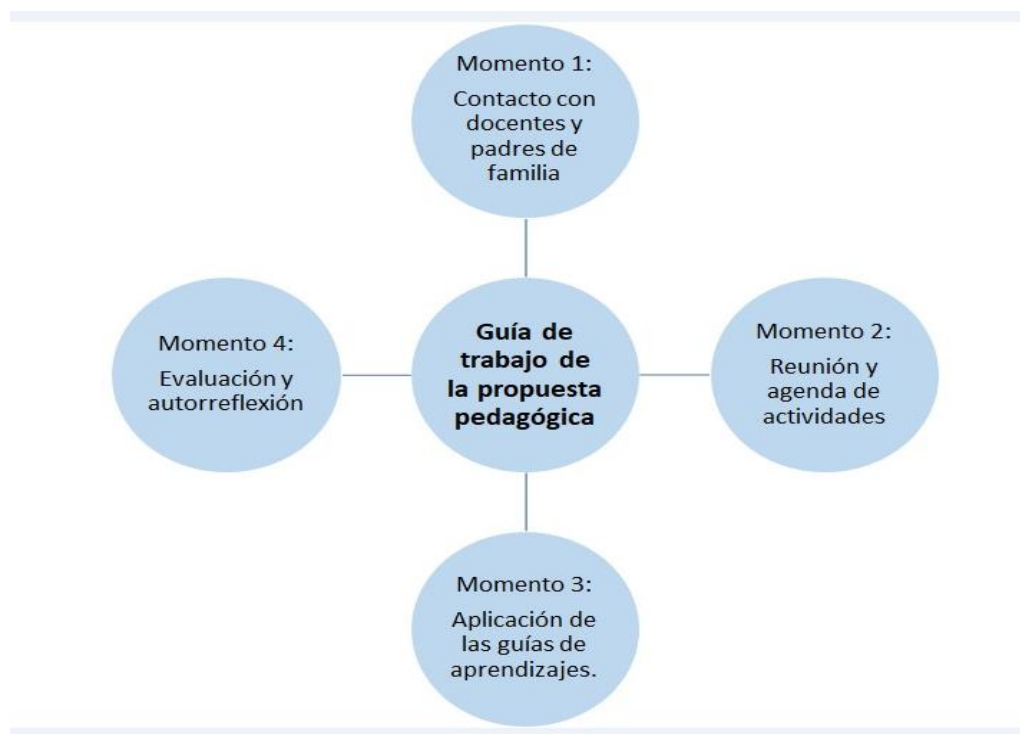 Momento 1:
Contacto con
docentes y
padres de
familia
Momento 4:
Evaluación y
autorreflexión
Guía de
trabajo de
la propuesta
pedagógica
Momento 2:
Reunión y
agenda de
actividades
Momento 3:
Aplicación de
las guías de
aprendizajes.